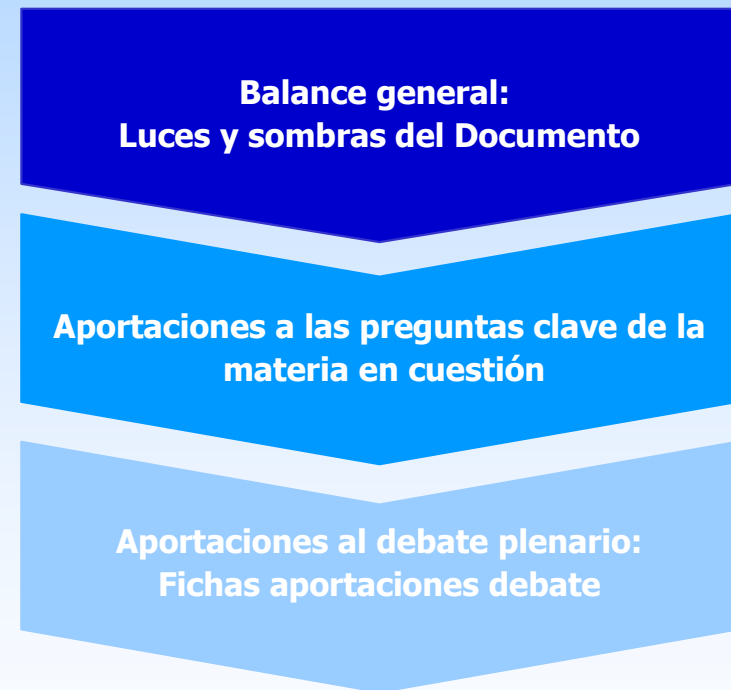 Balance general:
Luces y sombras del Documento
Aportaciones a las preguntas clave de la
materia en cuestión
Aportaciones al debate plenario:
Fichas aportaciones debate